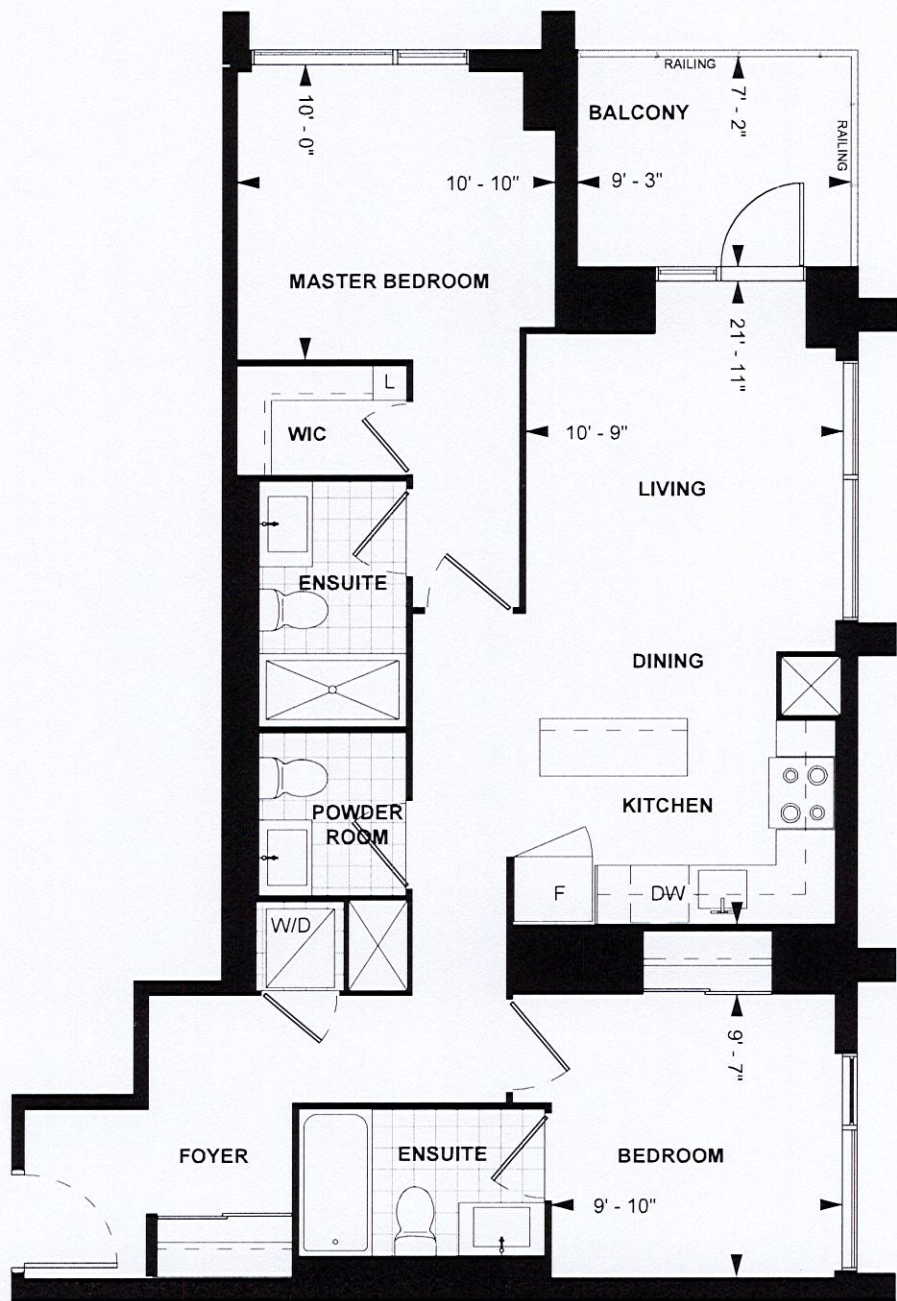 RAILING
10' - 0"
BALCONY
7' - 2"
RAILING
10' - 10"
9' - 3"
MASTER BEDROOM
21' - 11"
L
WIC
10' - 9"
LIVING
ENSUITE
DINING
POWDER
ROOM
KITCHEN
F
DW
W/D
9' - 7"
FOYER
ENSUITE
BEDROOM
9' - 10"